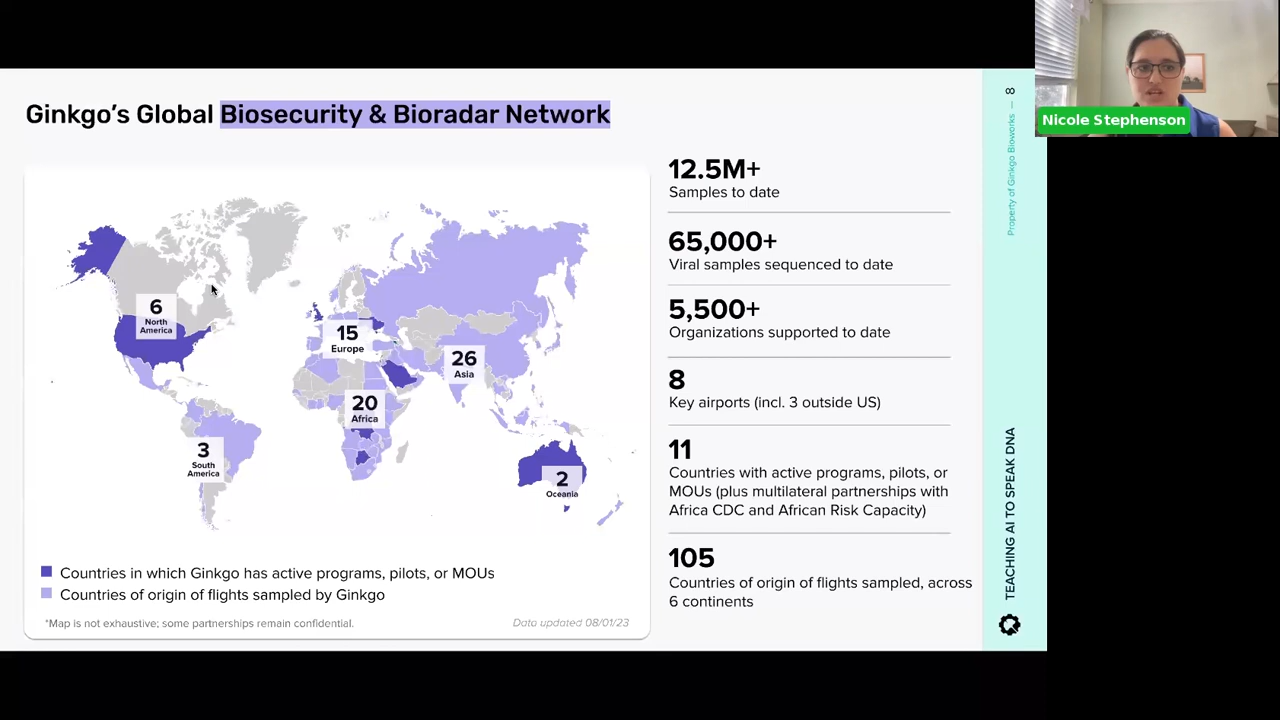 Ginkgo's Global Biosecurity & Bioradar Network
6
North
America
15
Europe
26
Asia
20
Africa
3
South
America
2
Oceania
Countries in which Ginkgo has active programs, pilots, or MOUs
Countries of origin of flights sampled by Ginkgo
*Map is not exhaustive; some partnerships remain confidential.
Data updated 08/01/23
12.5M+
Samples to date
65,000+
Viral samples sequenced to date
5,500+
Organizations supported to date
8
Key airports (incl. 3 outside US)
11
Countries with active programs, pilots, or
MOUs (plus multilateral partnerships with
Africa CDC and African Risk Capacity)
105
Countries of origin of flights sampled, across
6 continents
Property of Ginkgo Bioworks — 8
TEACHING AI TO SPEAK DNA
Nicole Stephenson